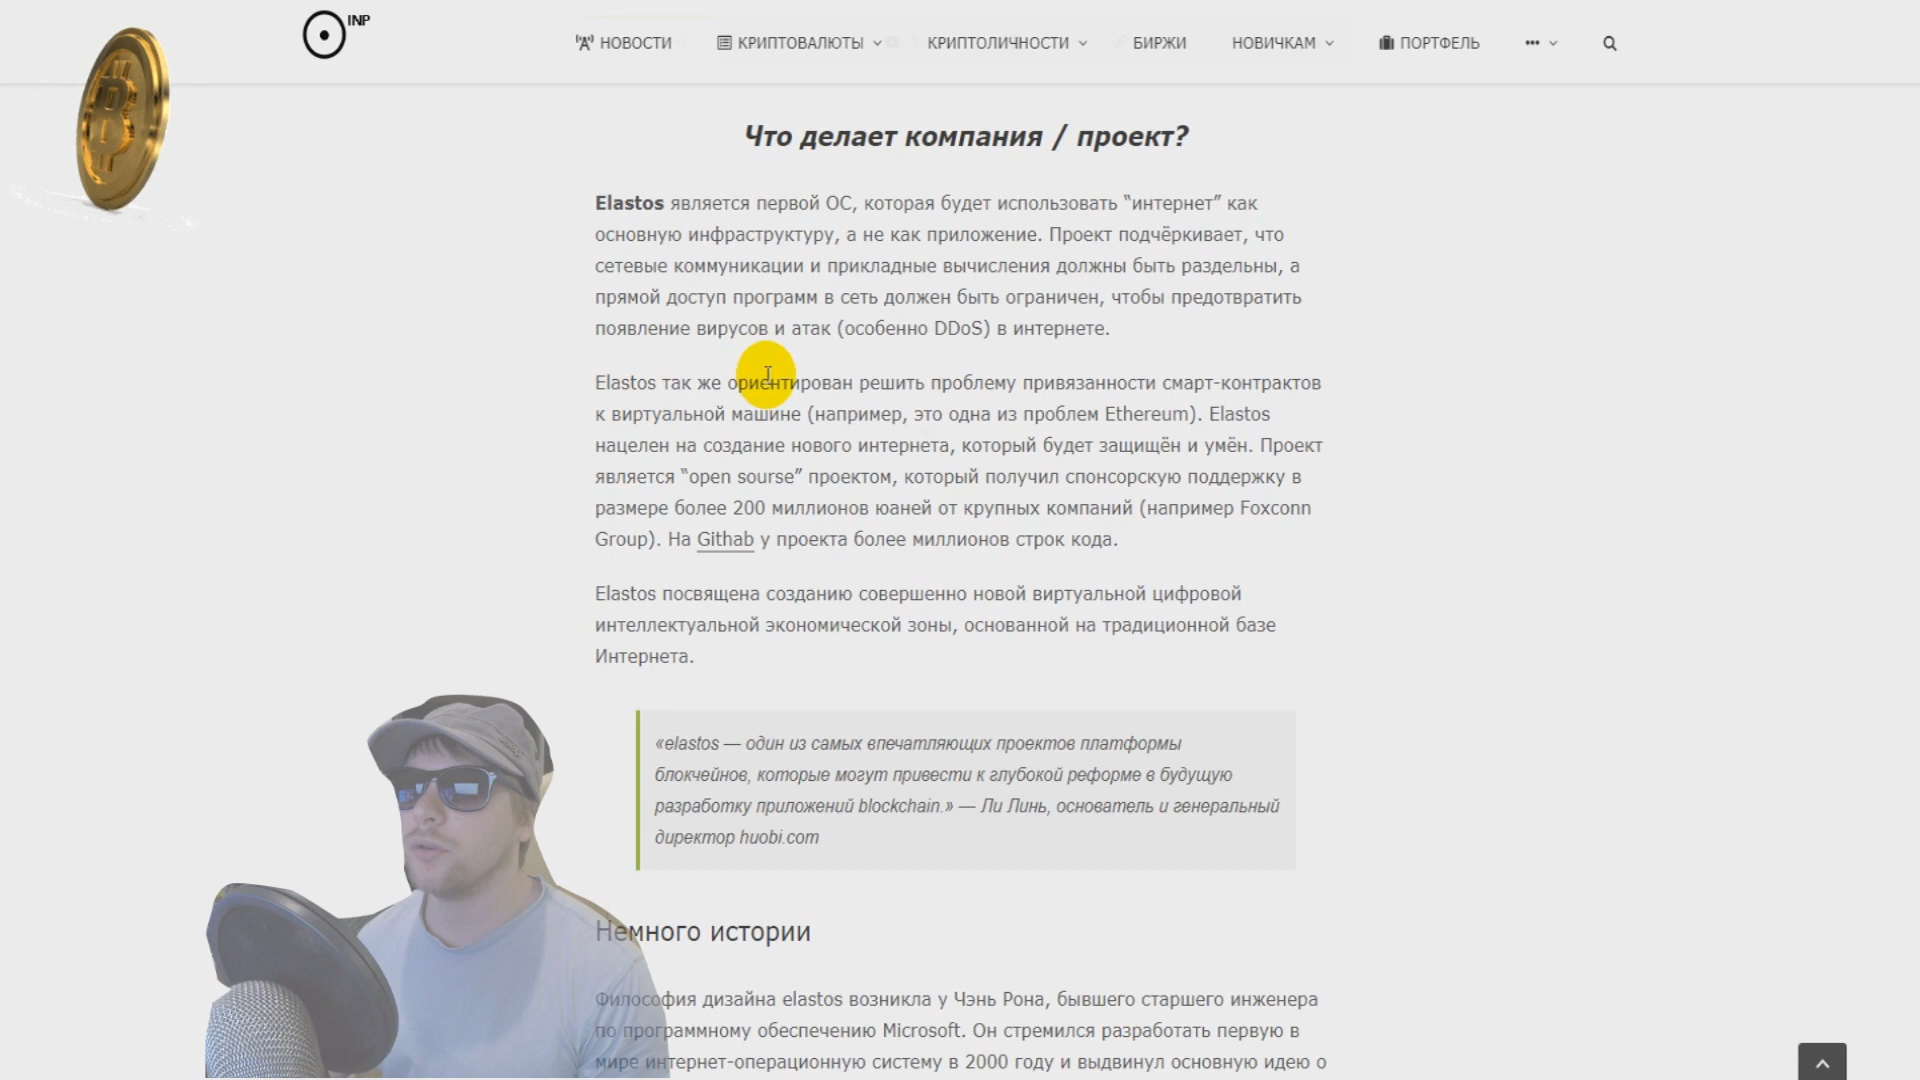 INP
НОВОСТИ
КРИПТОВАЛЮТЫ
КРИПТОЛИЧНОСТИ
БИРЖИ
НОВИЧКАМ
ПОРТФЕЛЬ
Что делает компания / проект?
Elastos является первой ОС, которая будет использовать “интернет” как
основную инфраструктуру, а не как приложение. Проект подчёркивает, что
сетевые коммуникации и прикладные вычисления должны быть раздельны, а
прямой доступ программ в сеть должен быть ограничен, чтобы предотвратить
появление вирусов и атак (особенно DDoS) в интернете.
Elastos так же ориентирован решить проблему привязанности смарт-контрактов
к виртуальной машине (например, это одна из проблем Ethereum). Elastos
нацелен на создание нового интернета, который будет защищён и умён. Проект
является “open sourse” проектом, который получил спонсорскую поддержку в
размере более 200 миллионов юаней от крупных компаний (например Foxconn
Group). На Githab у проекта более миллионов строк кода.
Elastos посвящена созданию совершенно новой виртуальной цифровой
интеллектуальной экономической зоны, основанной на традиционной базе
Интернета.
«elastos — один из самых впечатляющих проектов платформы
блокчейнов, которые могут привести к глубокой реформе в будущую
разработку приложений blockchain.» — Ли Линь, основатель и генеральный
директор huobi.com
Немного истории
Философия дизайна elastos возникла у Чэнь Рона, бывшего старшего инженера
по программному обеспечению Microsoft. Он стремился разработать первую в
мире интернет-операционную систему в 2000 году и выдвинул основную идею о